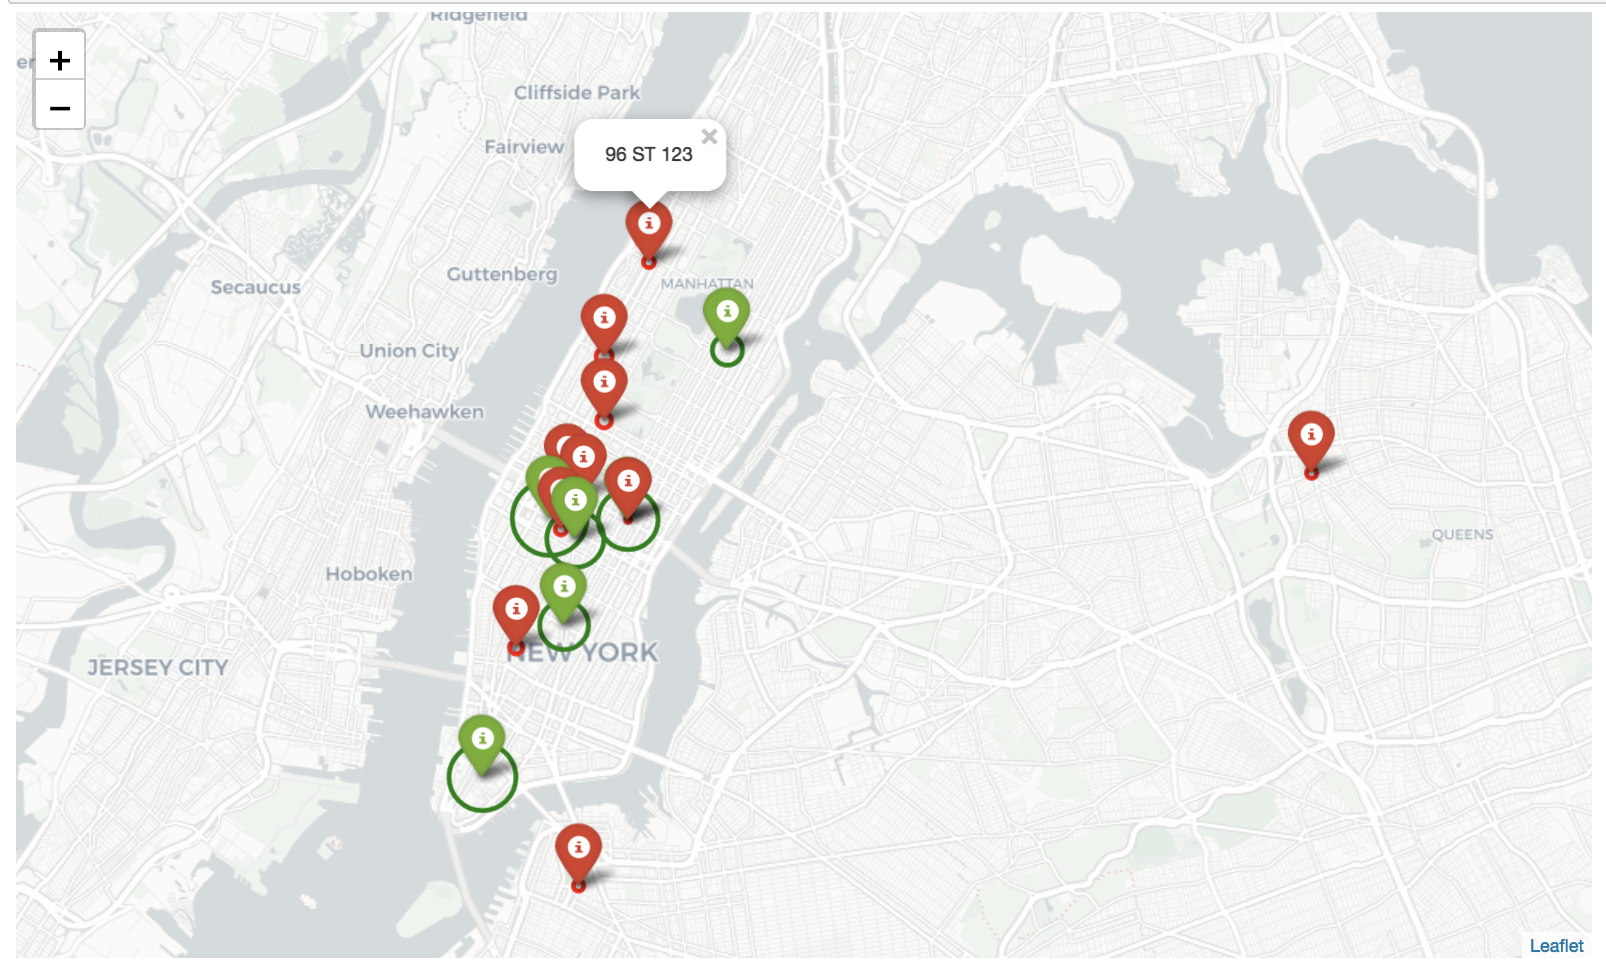 Ridgefield
+
−
Cliffside Park
Fairview
96 ST 123
×
MANHATTAN
Guttenberg
Secaucus
Union City
Weehawken
QUEENS
Hoboken
NEW YORK
JERSEY CITY
Leaflet